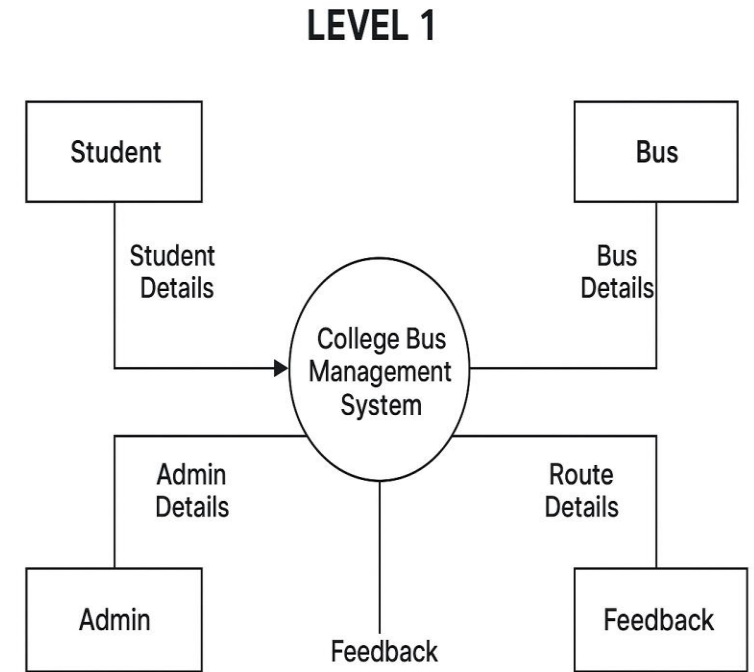 LEVEL 1
Student
Bus
Student
Details
Bus
Details
College Bus
Management
System
Admin
Details
Route
Details
Admin
Feedback
Feedback